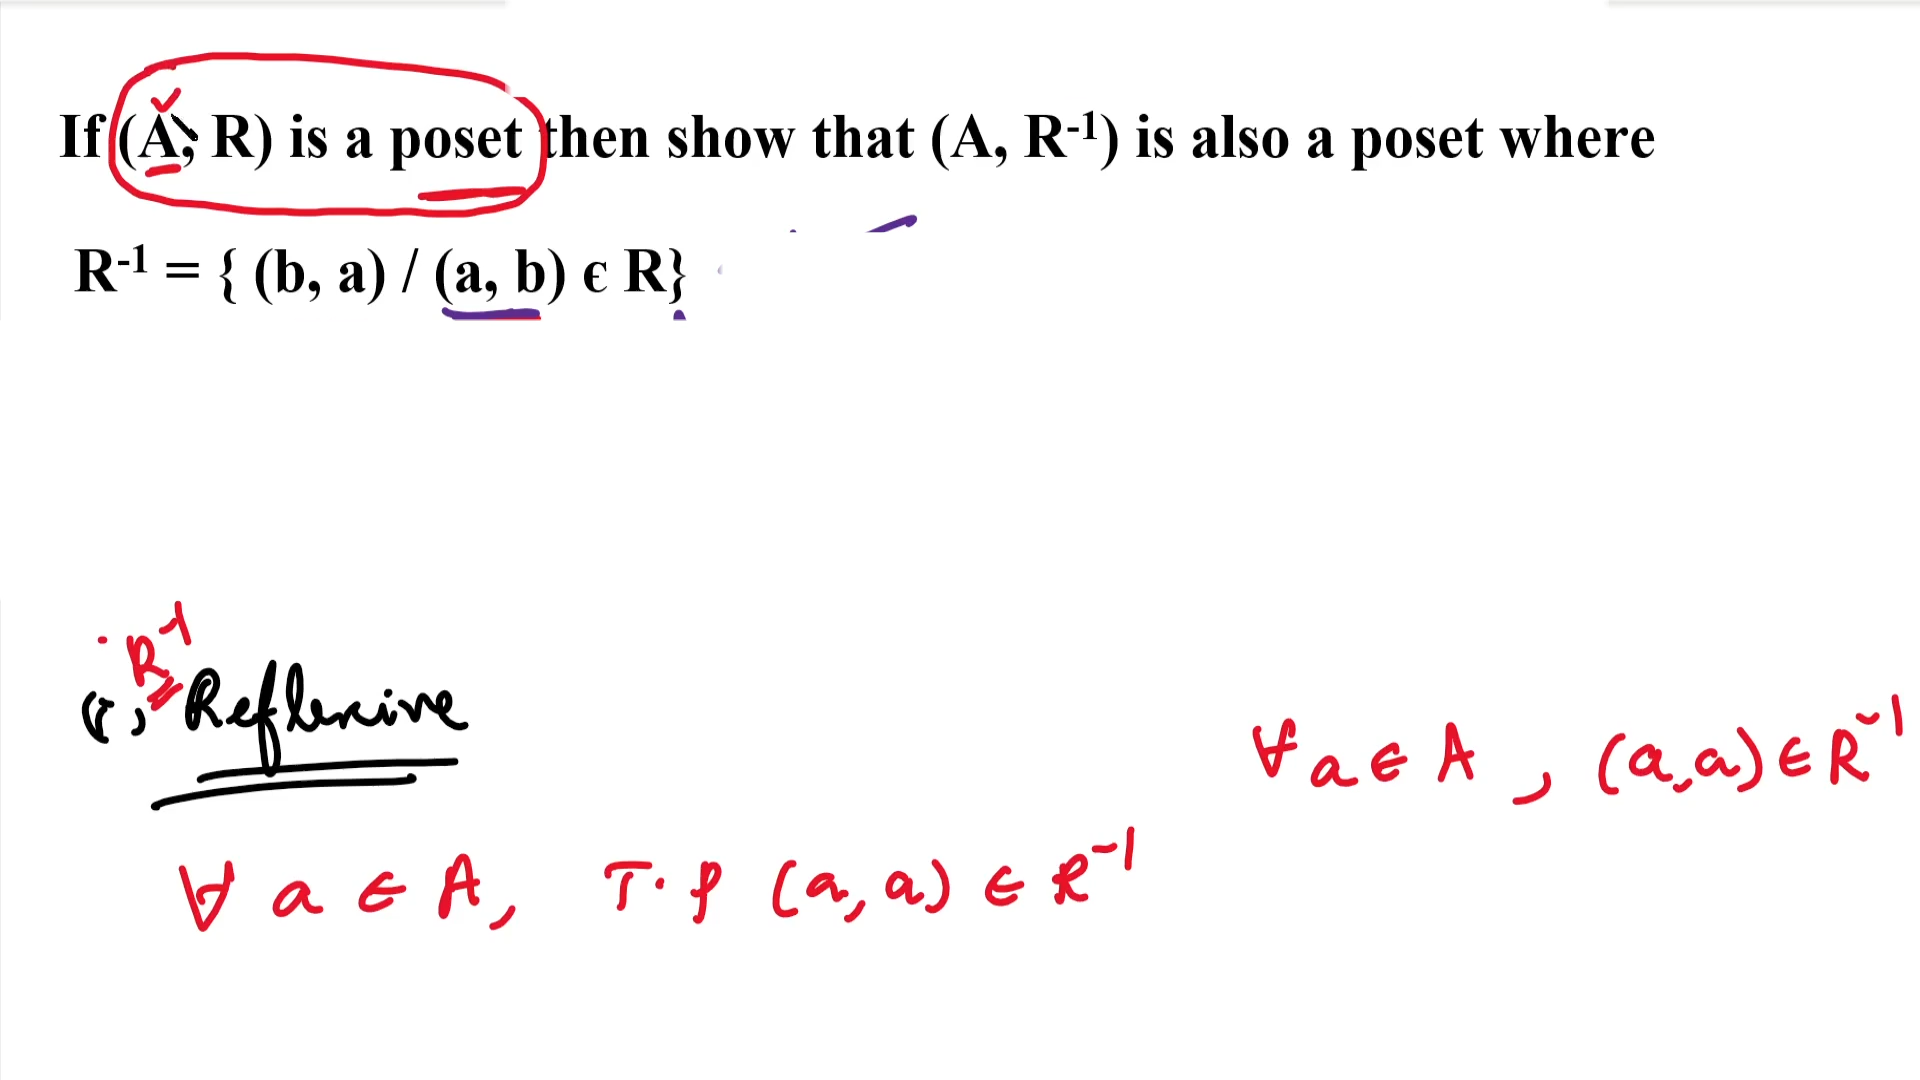 If (A, R) is a poset then show that (A, R⁻¹) is also a poset where
R⁻¹ = { (b, a) / (a, b) є R}
R⁻¹
(i, Reflexive
∀ a ∈ A , (a,a) ∈ R⁻¹
∀ a ∈ A, T.P (a, a) ∈ R⁻¹